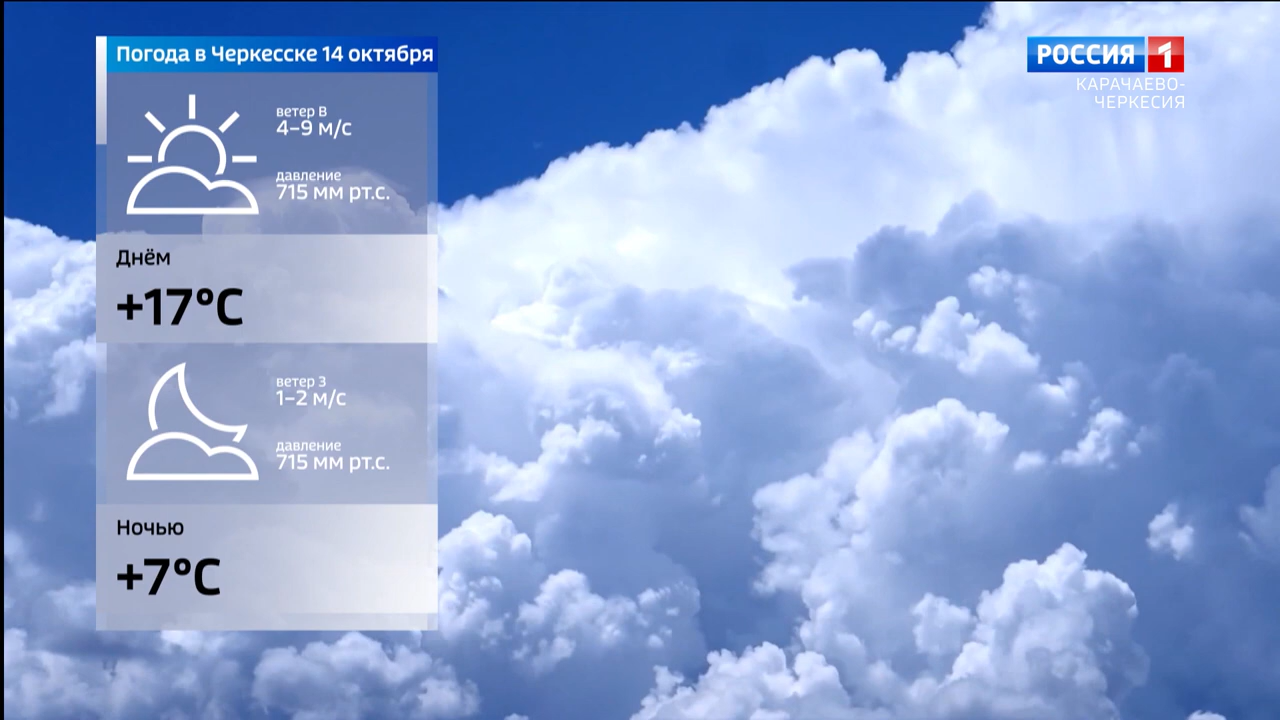 Погода в Черкесске 14 октября
РОССИЯ 1
КАРАЧАЕВО-
ЧЕРКЕСИЯ
ветер В
4–9 м/с
давление
715 мм рт.с.
Днём
+17°C
ветер З
1–2 м/с
давление
715 мм рт.с.
Ночью
+7°C